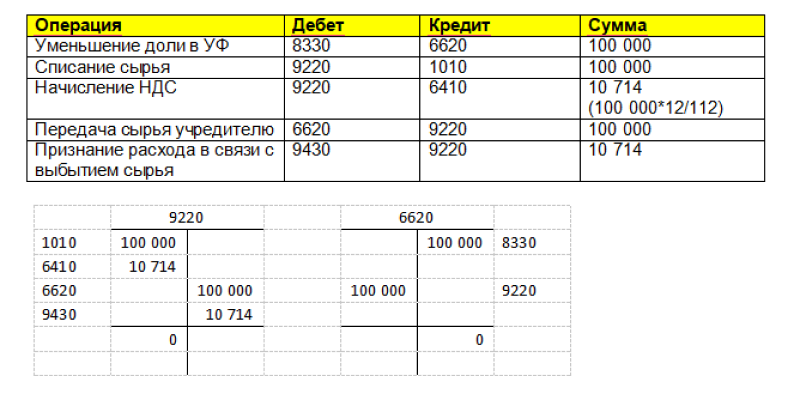 Операция Дебет Кредит Сумма
Уменьшение доли в УФ 8330 6620 100 000
Списание сырья 9220 1010 100 000
Начисление НДС 9220 6410 10 714
(100 000*12/112)
Передача сырья учредителю 6620 9220 100 000
Признание расхода в связи с 9430 9220 10 714
выбытием сырья
9220 6620
1010 100 000 100 000 8330
6410 10 714
6620 100 000 100 000 9220
9430 10 714
0 0